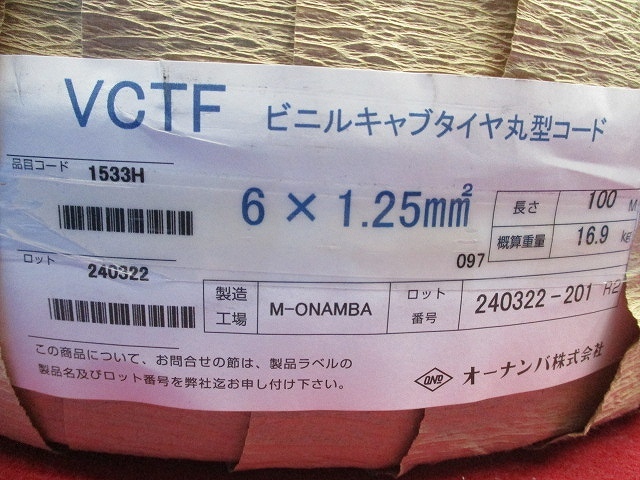 VCTF ビニルキャブタイヤ丸型コード
品目コード 1533H
6 × 1.25mm²
長さ 100 M
概算重量 16.9 kg
ロット 240322
097
製造工場 M-ONAMBA ロット番号 240322-201
この商品について、お問合せの節は、製品ラベルの
製品名及びロット番号を弊社迄お申し付け下さい。
OND オーナンバ株式会社